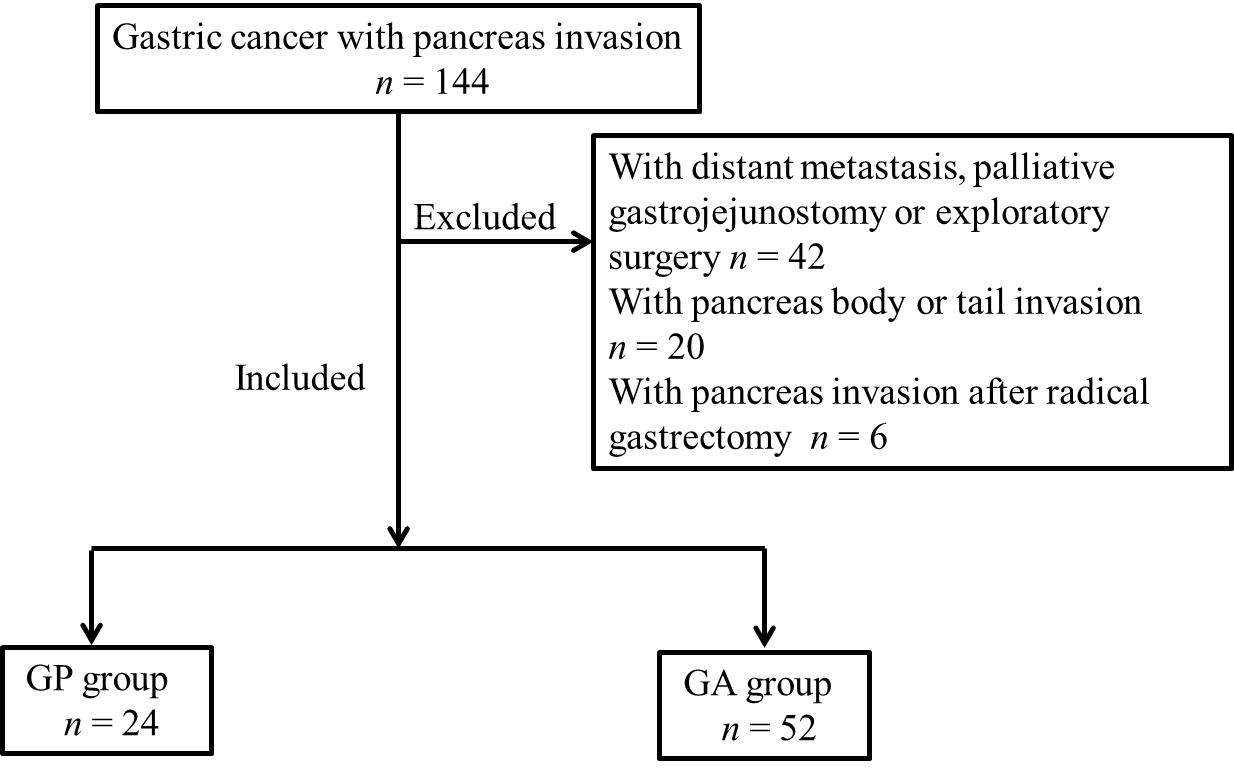 Gastric cancer with pancreas invasion
n = 144
Excluded
With distant metastasis, palliative
gastrojejunostomy or exploratory
surgery n = 42
With pancreas body or tail invasion
n = 20
With pancreas invasion after radical
gastrectomy n = 6
Included
GP group
n = 24
GA group
n = 52